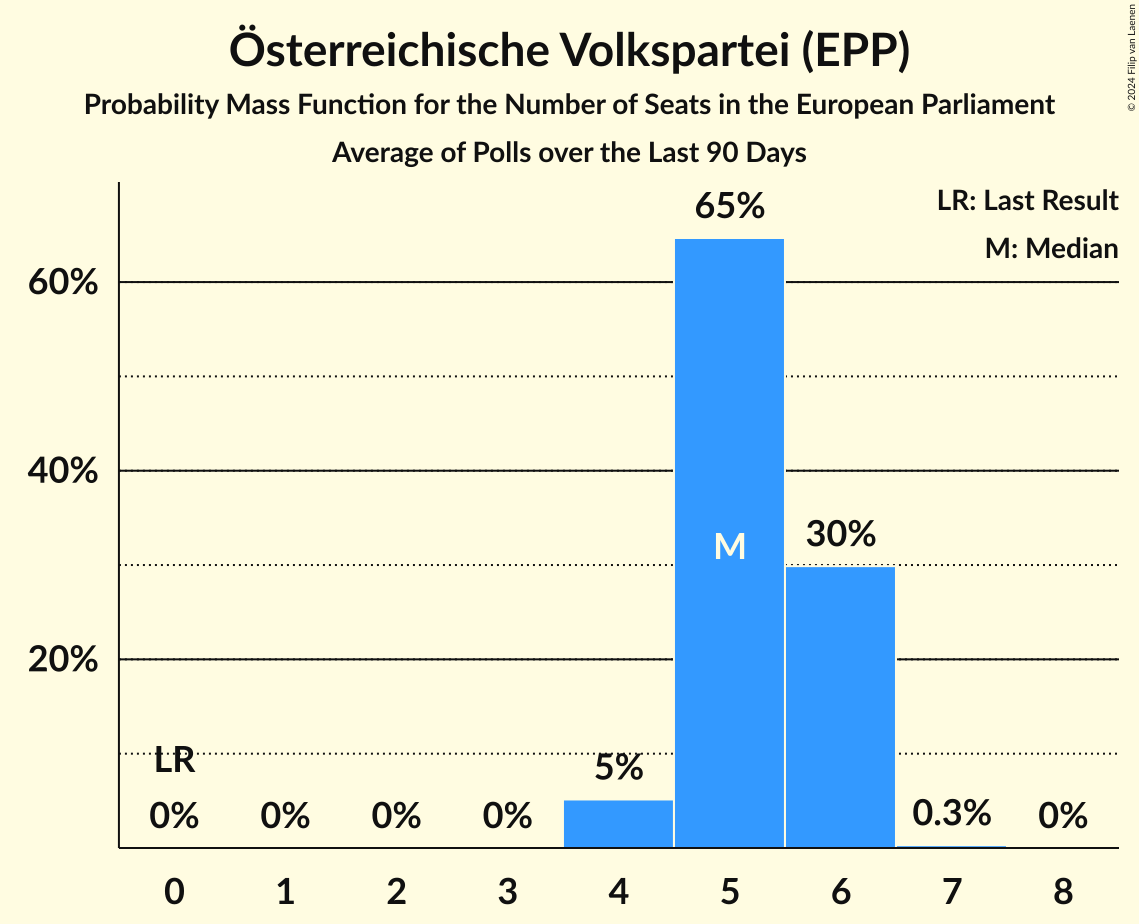 Österreichische Volkspartei (EPP)
Probability Mass Function for the Number of Seats in the European Parliament
Average of Polls over the Last 90 Days
© 2024 Filip van Laenen
LR: Last Result
M: Median
65%
60%
40%
30%
M
20%
LR
5%
0% 0% 0% 0% 0.3% 0%
0 1 2 3 4 5 6 7 8